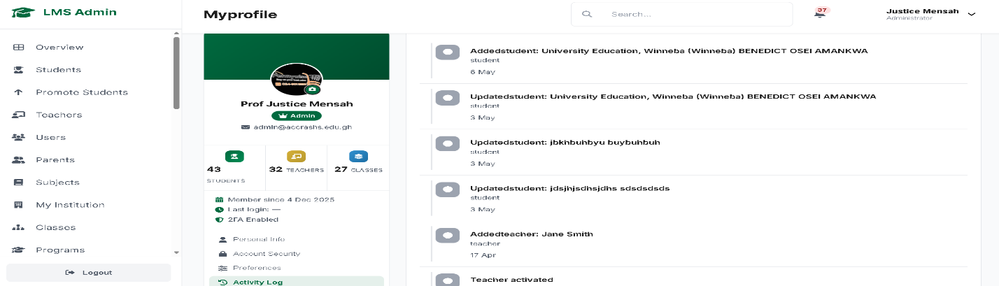 LMS Admin
Myprofile
Search...
37
Justice Mensah
Administrator
Overview
Students
Promote Students
Teachers
Users
Parents
Subjects
My Institution
Classes
Programs
Logout
Prof Justice Mensah
Admin
admin@accrashs.edu.gh
43 STUDENTS
32 TEACHERS
27 CLASSES
Member since 4 Dec 2025
Last login: —
2FA Enabled
Personal Info
Account Security
Preferences
Activity Log
Addedstudent: University Education, Winneba (Winneba) BENEDICT OSEI AMANKWA
student
6 May
Updatedstudent: University Education, Winneba (Winneba) BENEDICT OSEI AMANKWA
student
3 May
Updatedstudent: jbkhbuhbyu buybuhbuh
student
3 May
Updatedstudent: jdsjhjsdhsjdhs sdsdsdsds
student
3 May
Addedteacher: Jane Smith
teacher
17 Apr
Teacher activated